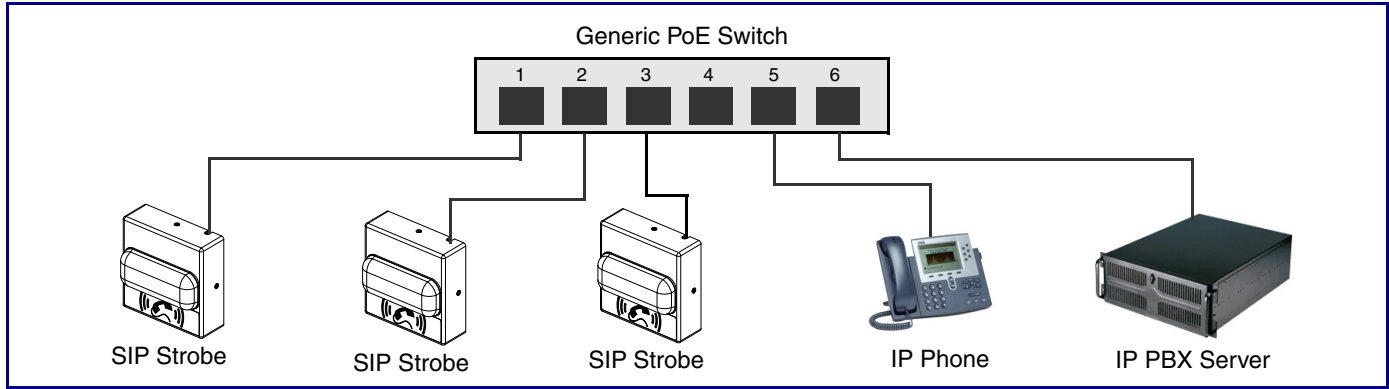 Generic PoE Switch
1 2 3 4 5 6
SIP Strobe SIP Strobe SIP Strobe IP Phone IP PBX Server